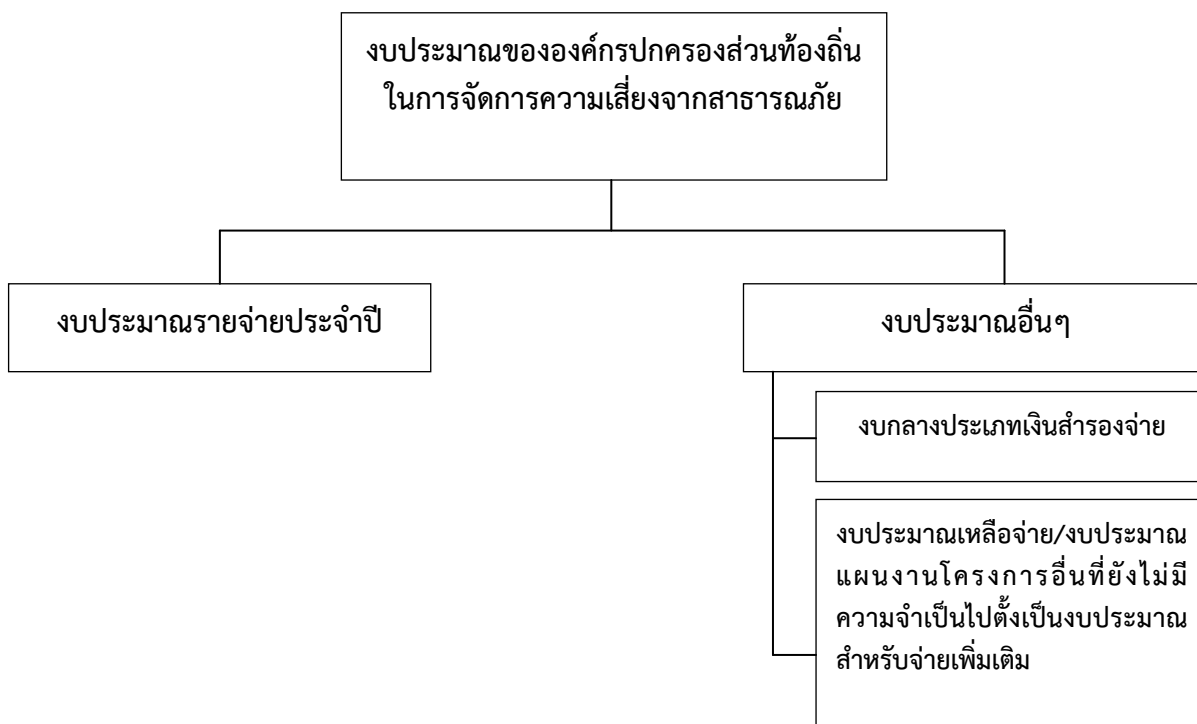 งบประมาณขององค์กรปกครองส่วนท้องถิ่น
ในการจัดการความเสี่ยงจากสาธารณภัย
งบประมาณรายจ่ายประจำปี
งบประมาณอื่นๆ
งบกลางประเภทเงินสำรองจ่าย
งบประมาณเหลือจ่าย/งบประมาณ
แผนงานโครงการอื่นที่ยังไม่มี
ความจำเป็นไปตั้งเป็นงบประมาณ
สำหรับจ่ายเพิ่มเติม